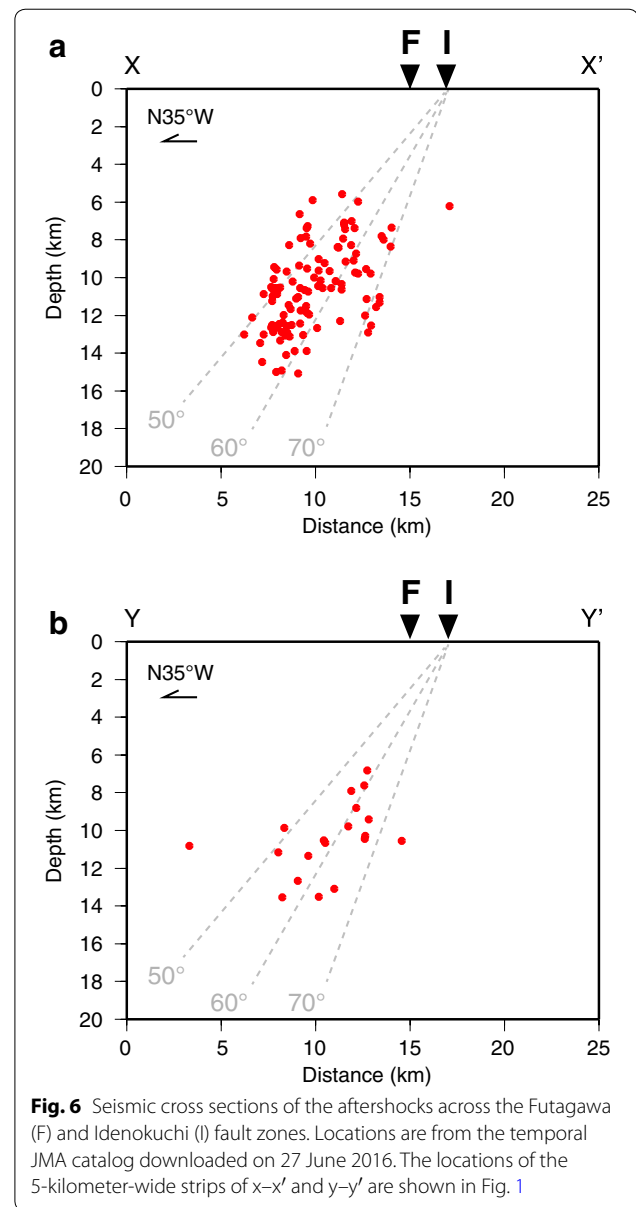 a
F I
X X'
N35°W
0
2
4
6
8
10
12
14
16
18
20
Depth (km)
50°
60°
70°
0 5 10 15 20 25
Distance (km)
b
F I
Y Y'
N35°W
0
2
4
6
8
10
12
14
16
18
20
Depth (km)
50°
60°
70°
0 5 10 15 20 25
Distance (km)
Fig. 6 Seismic cross sections of the aftershocks across the Futagawa
(F) and Idenokuchi (I) fault zones. Locations are from the temporal
JMA catalog downloaded on 27 June 2016. The locations of the
5-kilometer-wide strips of x–x′ and y–y′ are shown in Fig. 1